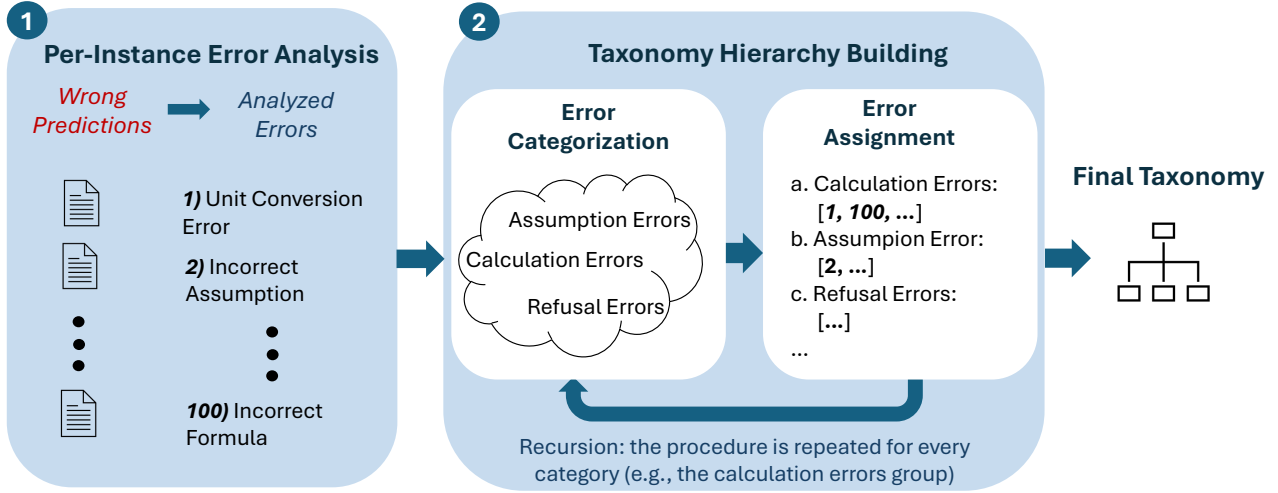 1
Per-Instance Error Analysis
Wrong
Predictions
Analyzed
Errors
1) Unit Conversion
Error
2) Incorrect
Assumption
100) Incorrect
Formula
2
Taxonomy Hierarchy Building
Error
Categorization
Assumption Errors
Calculation Errors
Refusal Errors
Error
Assignment
a. Calculation Errors:
[1, 100, ...]
b. Assumpion Error:
[2, ...]
c. Refusal Errors:
[...]
...
Recursion: the procedure is repeated for every
category (e.g., the calculation errors group)
Final Taxonomy